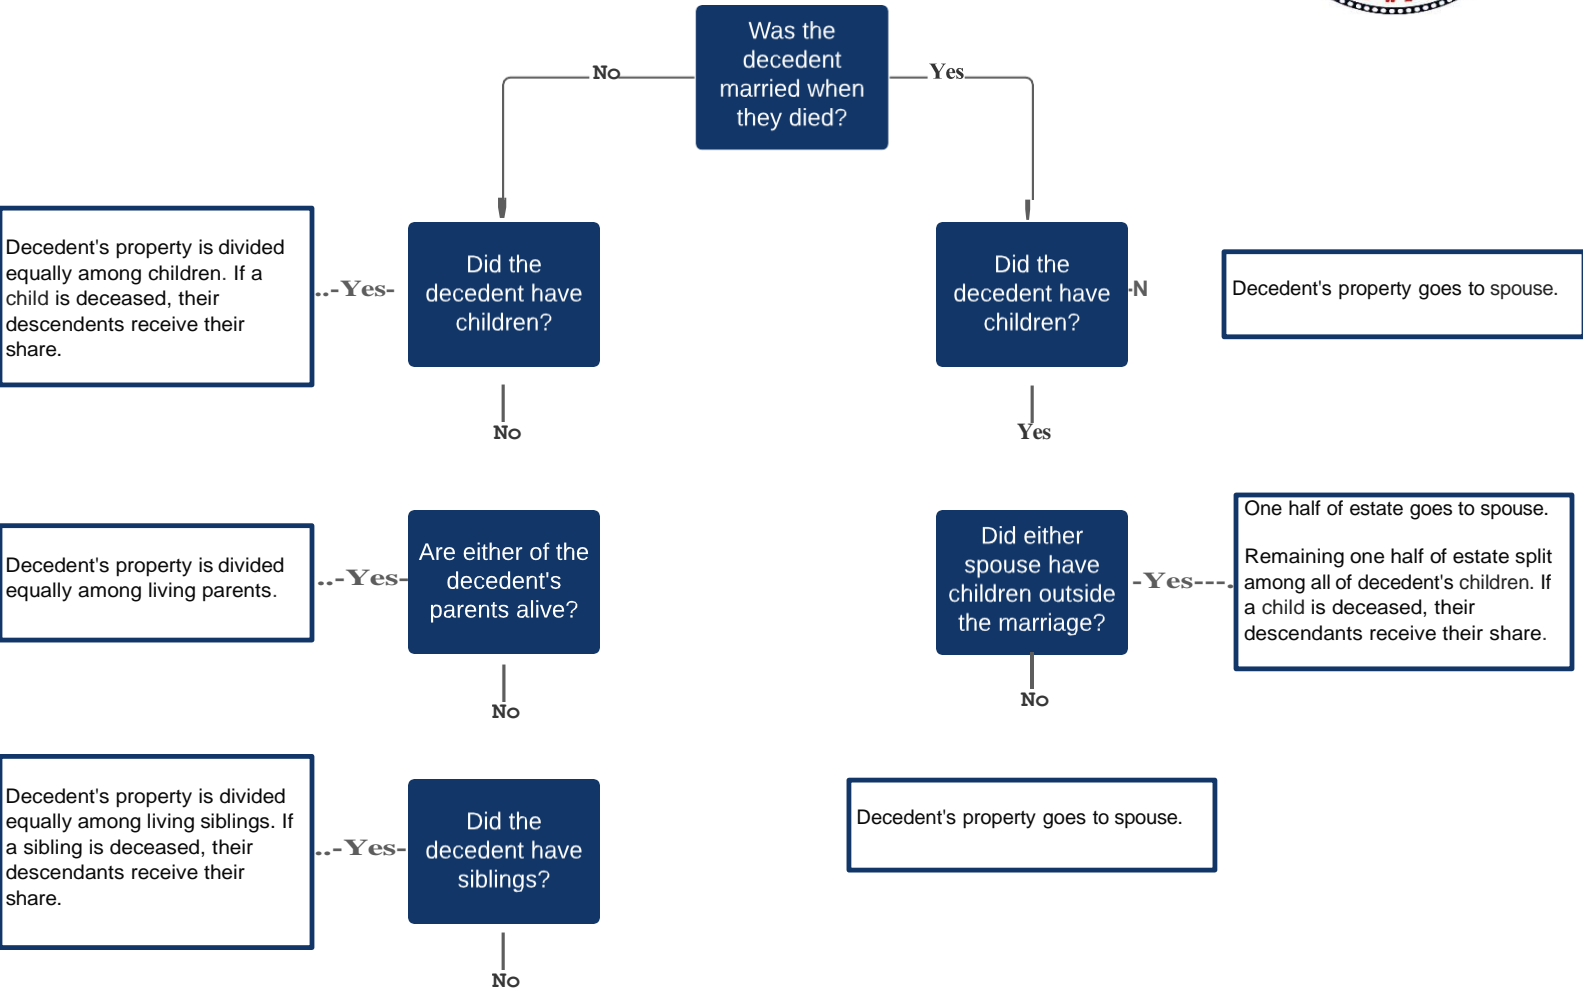 Was the
decedent
married when
they died?
No
Yes
Decedent's property is divided
equally among children. If a
child is deceased, their
descendents receive their
share.
..-Yes-
Did the
decedent have
children?
Did the
decedent have
children?
-N
Decedent's property goes to spouse.
No
Yes
Decedent's property is divided
equally among living parents.
..-Yes-
Are either of the
decedent's
parents alive?
Did either
spouse have
children outside
the marriage?
-Yes---.
One half of estate goes to spouse.
Remaining one half of estate split
among all of decedent's children. If
a child is deceased, their
descendants receive their share.
No
No
Decedent's property is divided
equally among living siblings. If
a sibling is deceased, their
descendants receive their
share.
..-Yes-
Did the
decedent have
siblings?
Decedent's property goes to spouse.
No